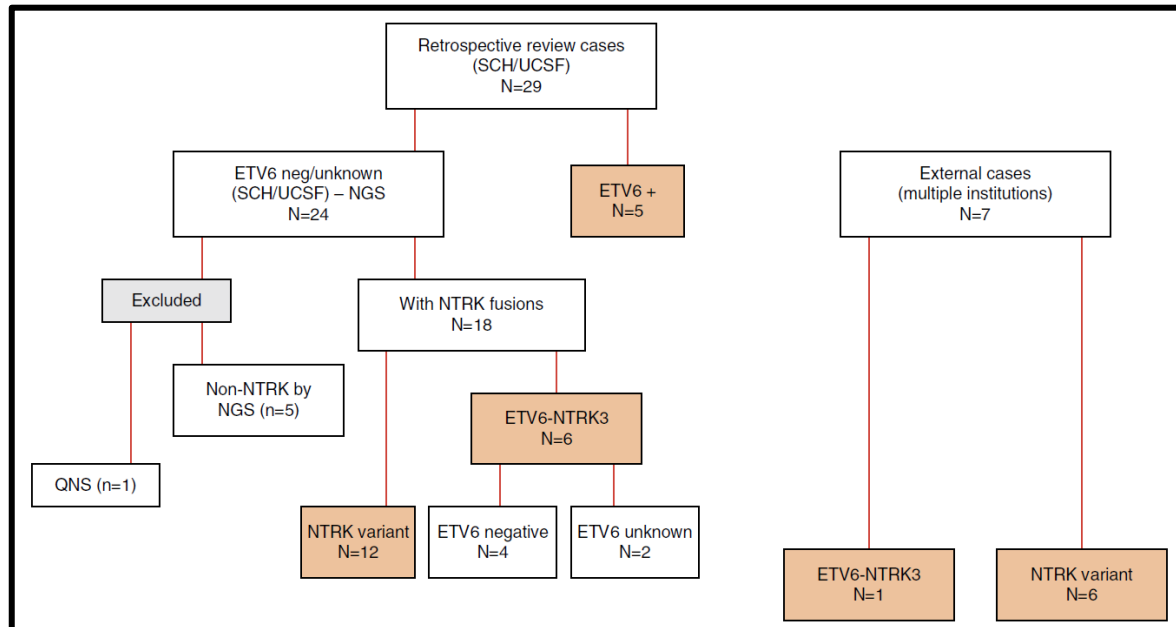 Retrospective review cases
(SCH/UCSF)
N=29
ETV6 neg/unknown
(SCH/UCSF) – NGS
N=24
ETV6 +
N=5
External cases
(multiple institutions)
N=7
Excluded
With NTRK fusions
N=18
Non-NTRK by
NGS (n=5)
ETV6-NTRK3
N=6
QNS (n=1)
NTRK variant
N=12
ETV6 negative
N=4
ETV6 unknown
N=2
ETV6-NTRK3
N=1
NTRK variant
N=6